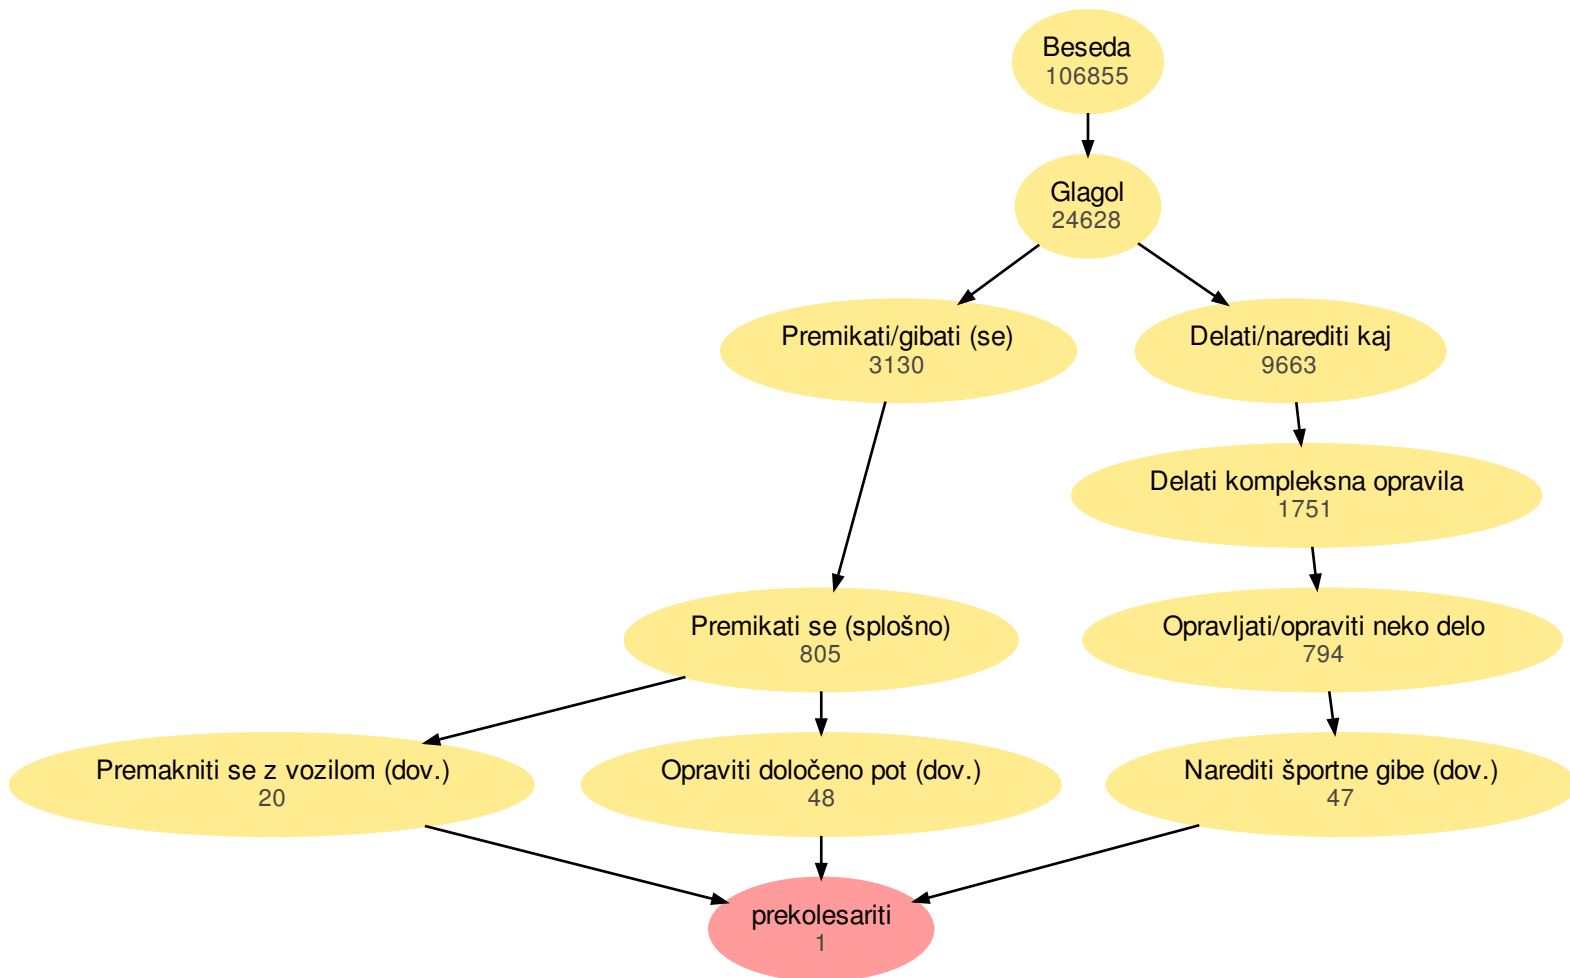 Beseda
106855
Glagol
24628
Premikati/gibati (se)
3130
Delati/narediti kaj
9663
Delati kompleksna opravila
1751
Premikati se (splošno)
805
Opravljati/opraviti neko delo
794
Premakniti se z vozilom (dov.)
20
Opraviti določeno pot (dov.)
48
Narediti športne gibe (dov.)
47
prekolesariti
1